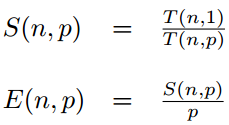 S(n,p) = T(n,1)/T(n,p)
E(n,p) = S(n,p)/p